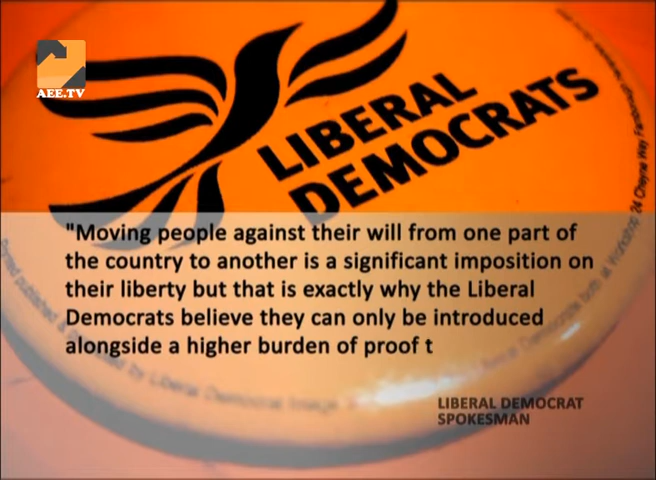 AEE.TV
LIBERAL
DEMOCRATS
"Moving people against their will from one part of
the country to another is a significant imposition on
their liberty but that is exactly why the Liberal
Democrats believe they can only be introduced
alongside a higher burden of proof t
LIBERAL DEMOCRAT
SPOKESMAN